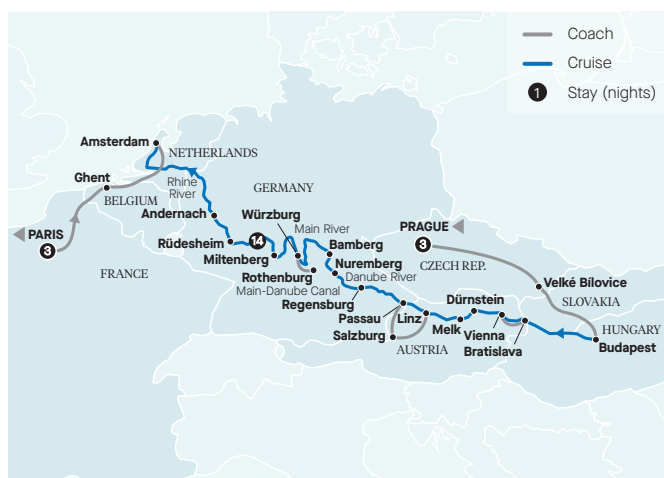 Coach
Cruise
1 Stay (nights)
Amsterdam
NETHERLANDS
Ghent
BELGIUM
Rhine
River
GERMANY
Andernach
Würzburg
Main River
PARIS
3
PRAGUE
3
Rüdesheim
14
Bamberg
Miltenberg
Nuremberg
CZECH REP.
FRANCE
Rothenburg
Danube River
Main-Danube Canal
Velké Bílovice
Regensburg
Dürnstein
SLOVAKIA
Passau
Linz
Melk
Vienna
HUNGARY
Salzburg
AUSTRIA
Bratislava
Budapest